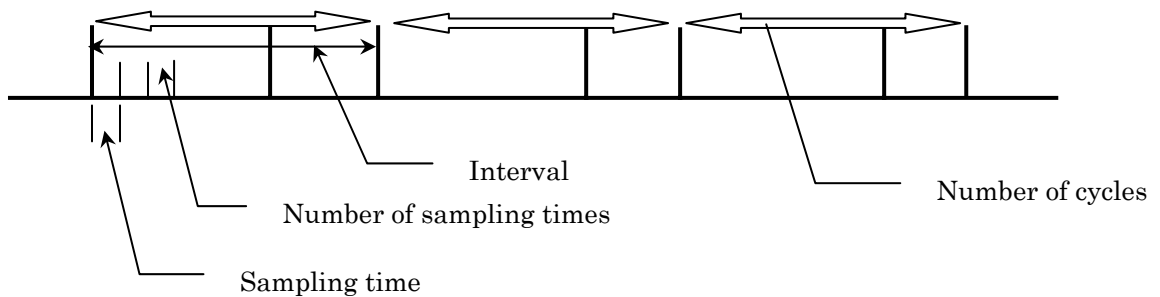 Interval
Number of cycles
Number of sampling times
Sampling time